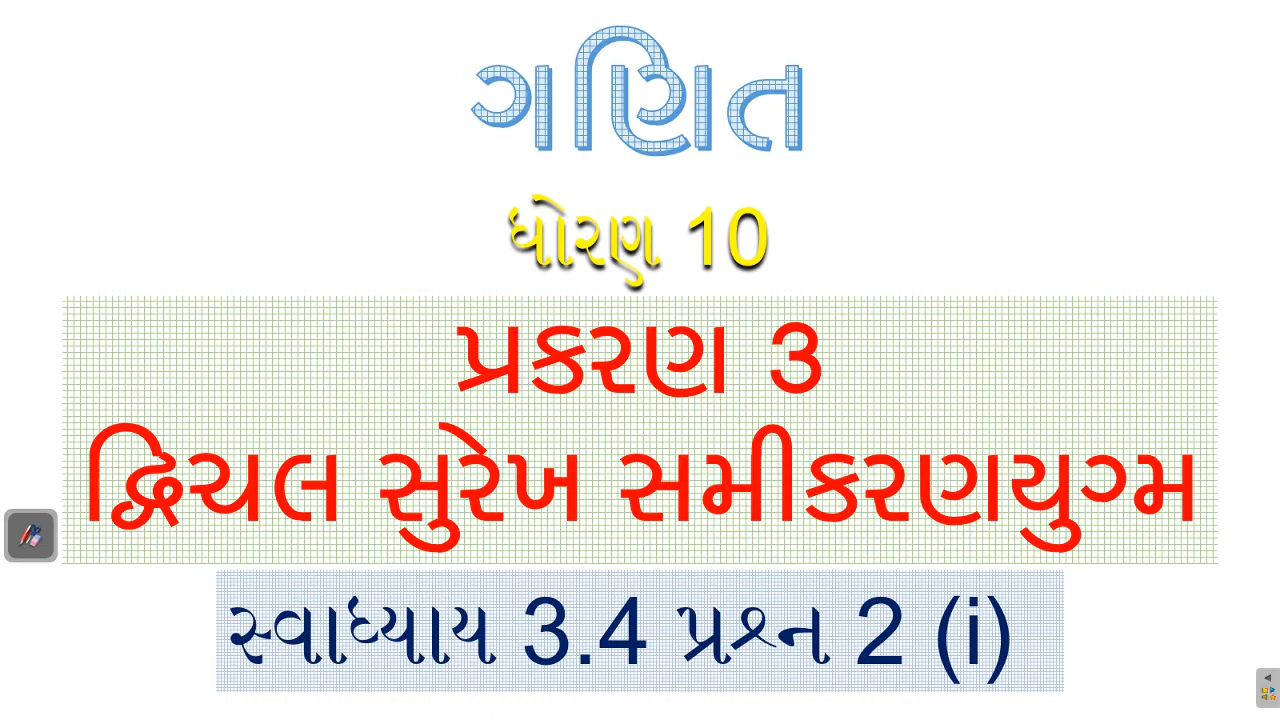 ગણિત
ધોરણ 10
પ્રકરણ 3
દ્વિચલ સુરેખ સમીકરણયુગ્મ
સ્વાધ્યાય 3.4 પ્રશ્ન 2 (i)